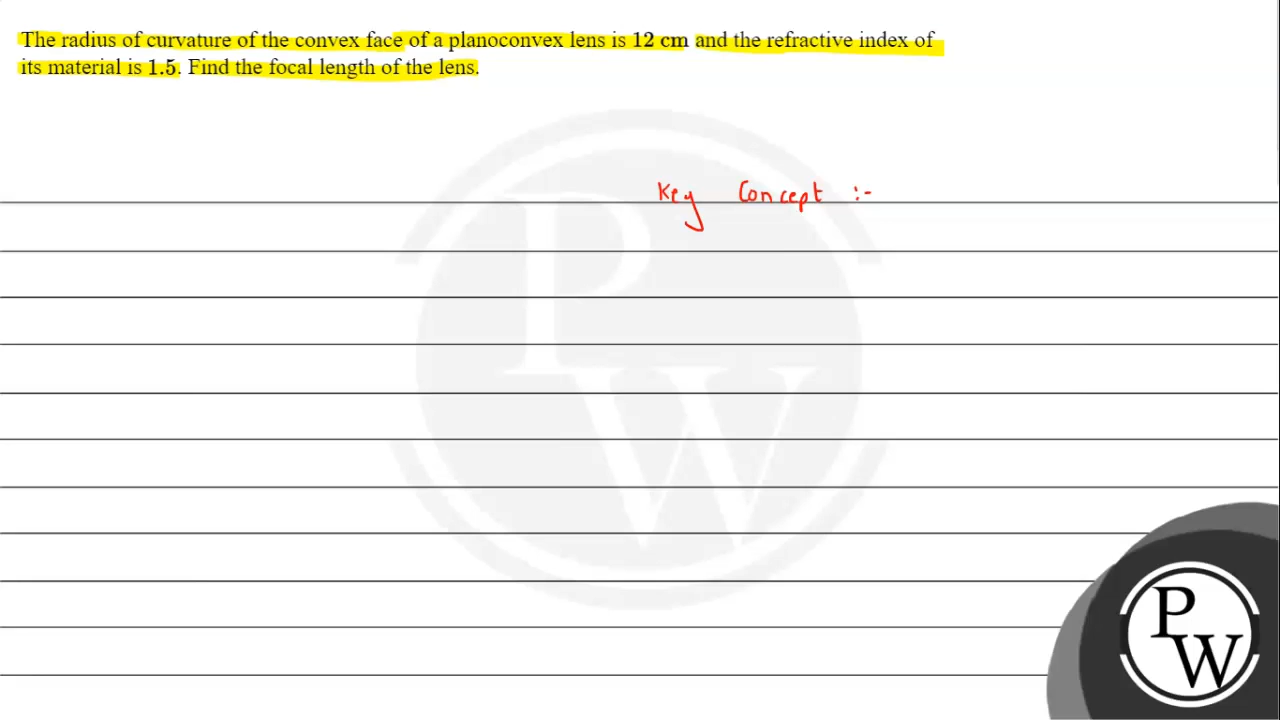 The radius of curvature of the convex face of a planoconvex lens is 12 cm and the refractive index of
its material is 1.5. Find the focal length of the lens.
Key Concept :-
P
W
P
W